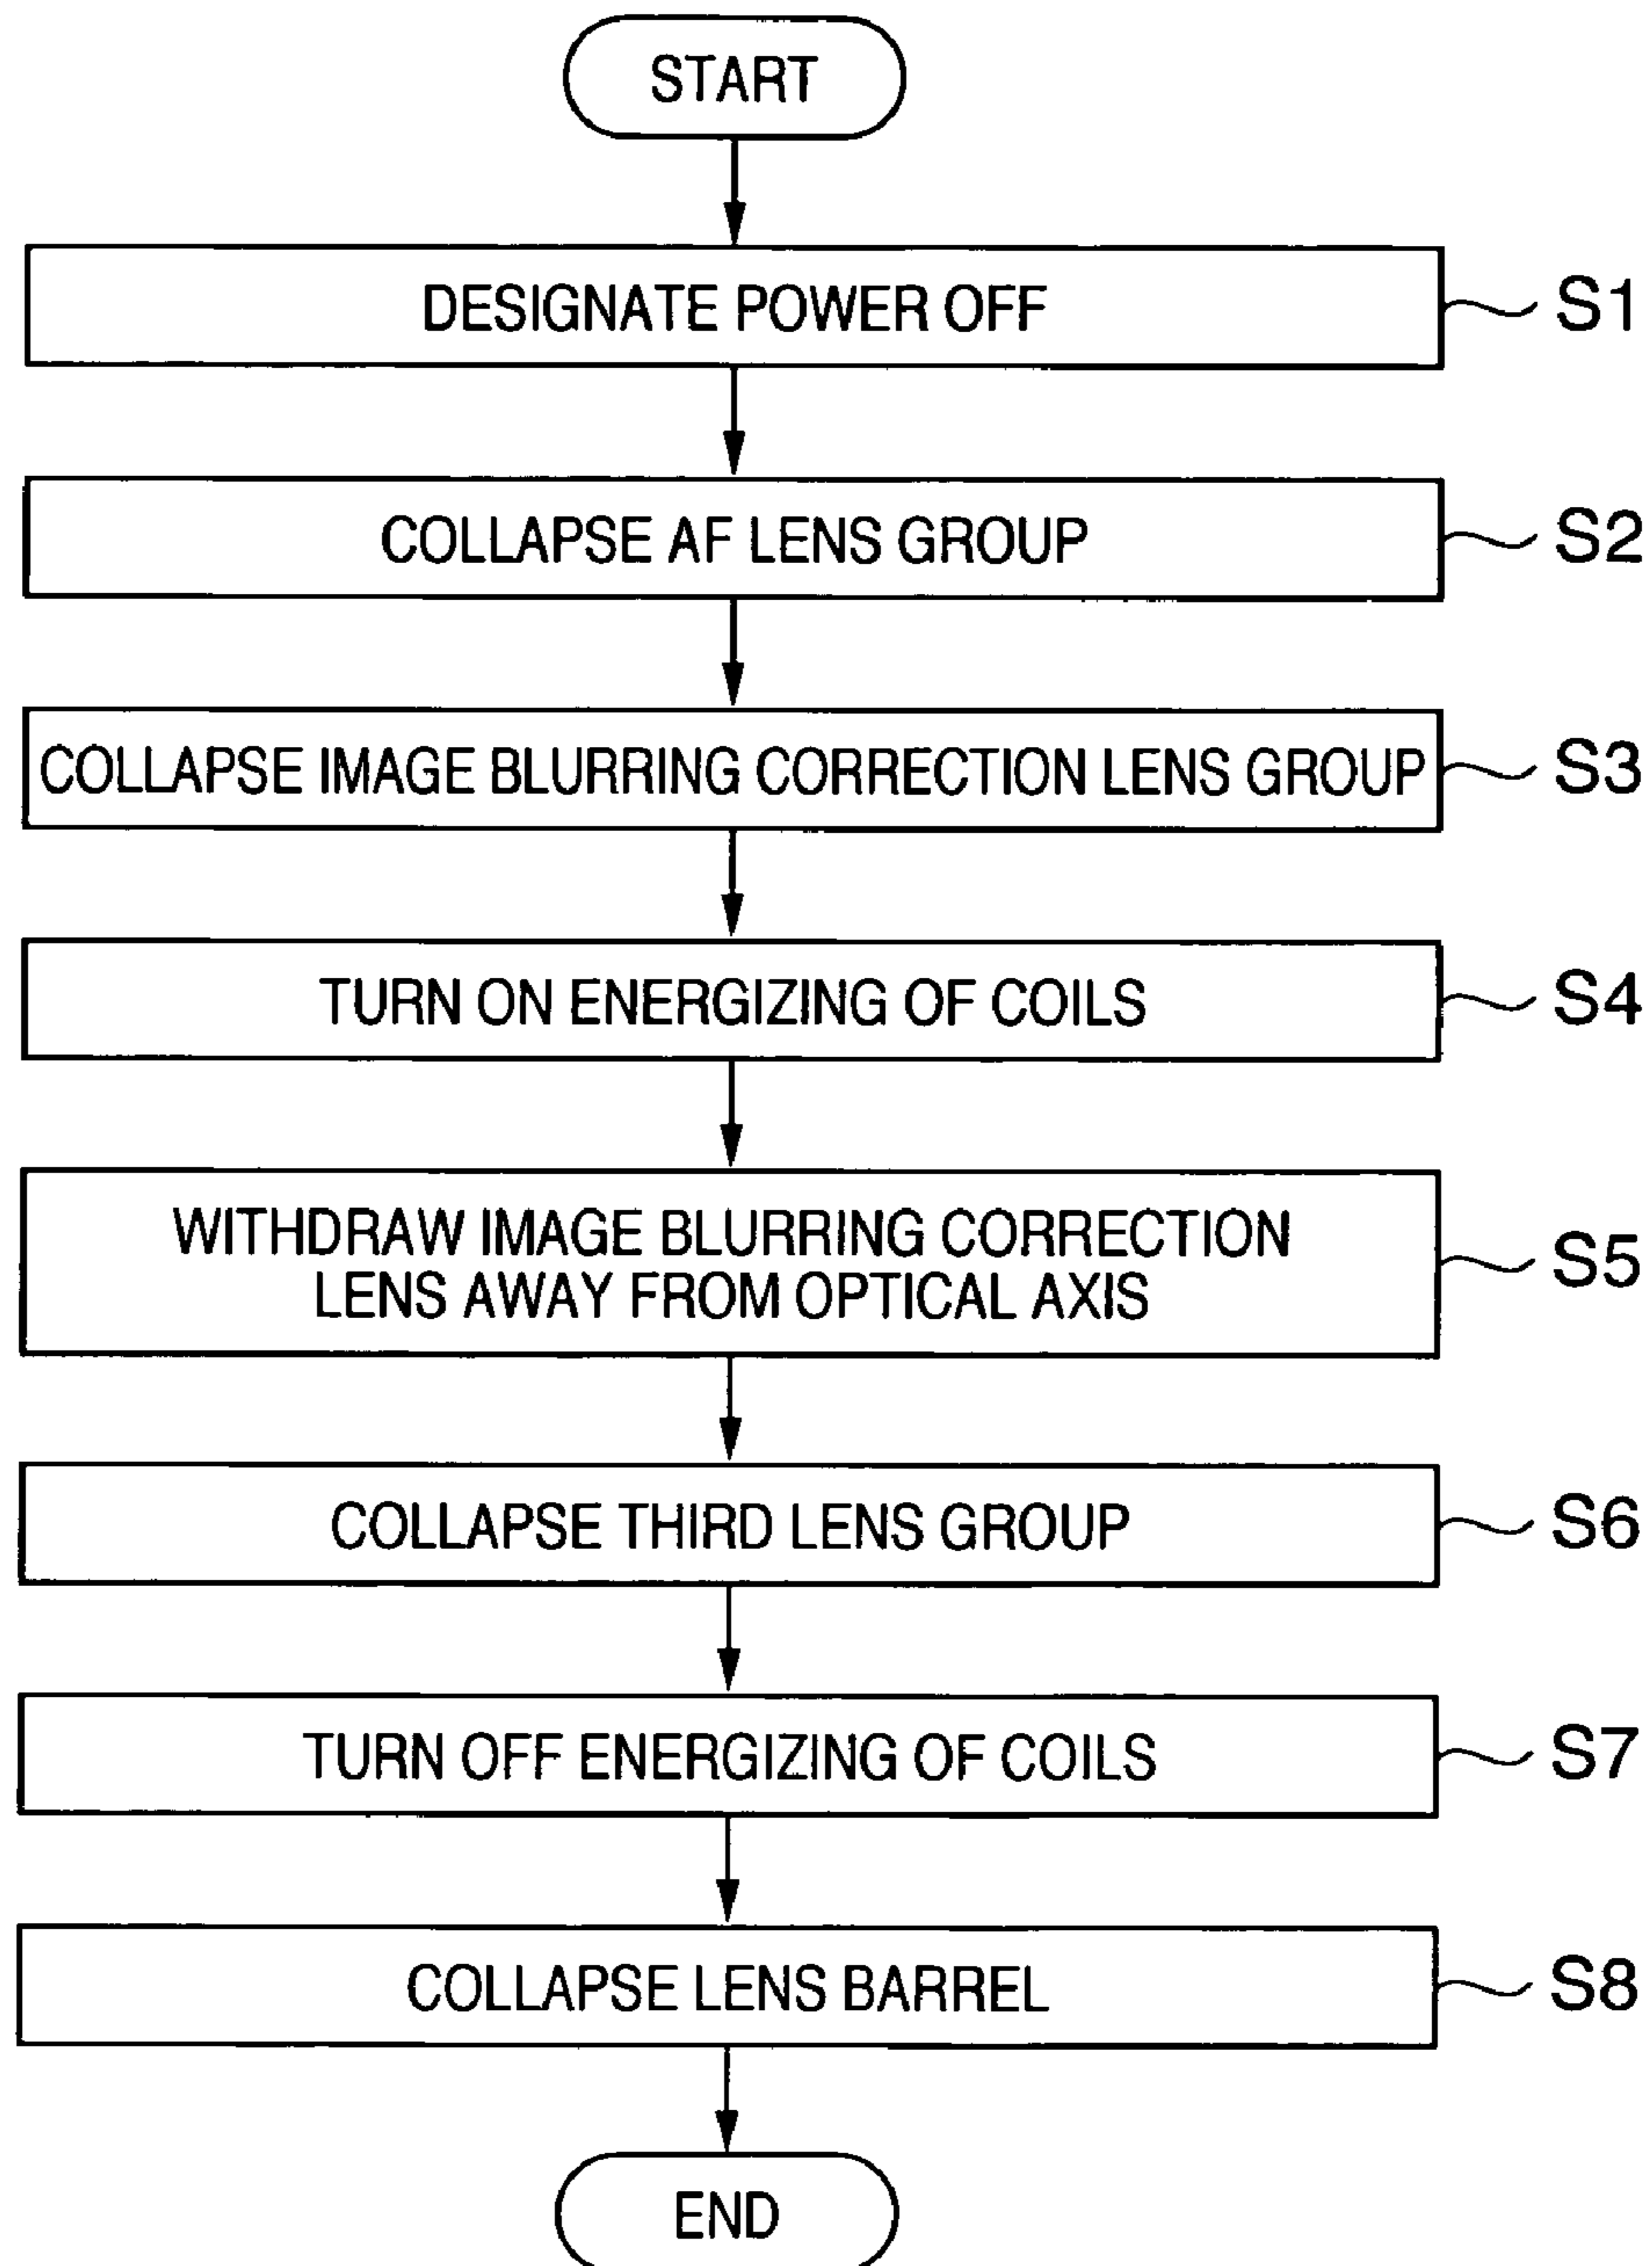 START
DESIGNATE POWER OFF
S1
COLLAPSE AF LENS GROUP
S2
COLLAPSE IMAGE BLURRING CORRECTION LENS GROUP
S3
TURN ON ENERGIZING OF COILS
S4
WITHDRAW IMAGE BLURRING CORRECTION
LENS AWAY FROM OPTICAL AXIS
S5
COLLAPSE THIRD LENS GROUP
S6
TURN OFF ENERGIZING OF COILS
S7
COLLAPSE LENS BARREL
S8
END